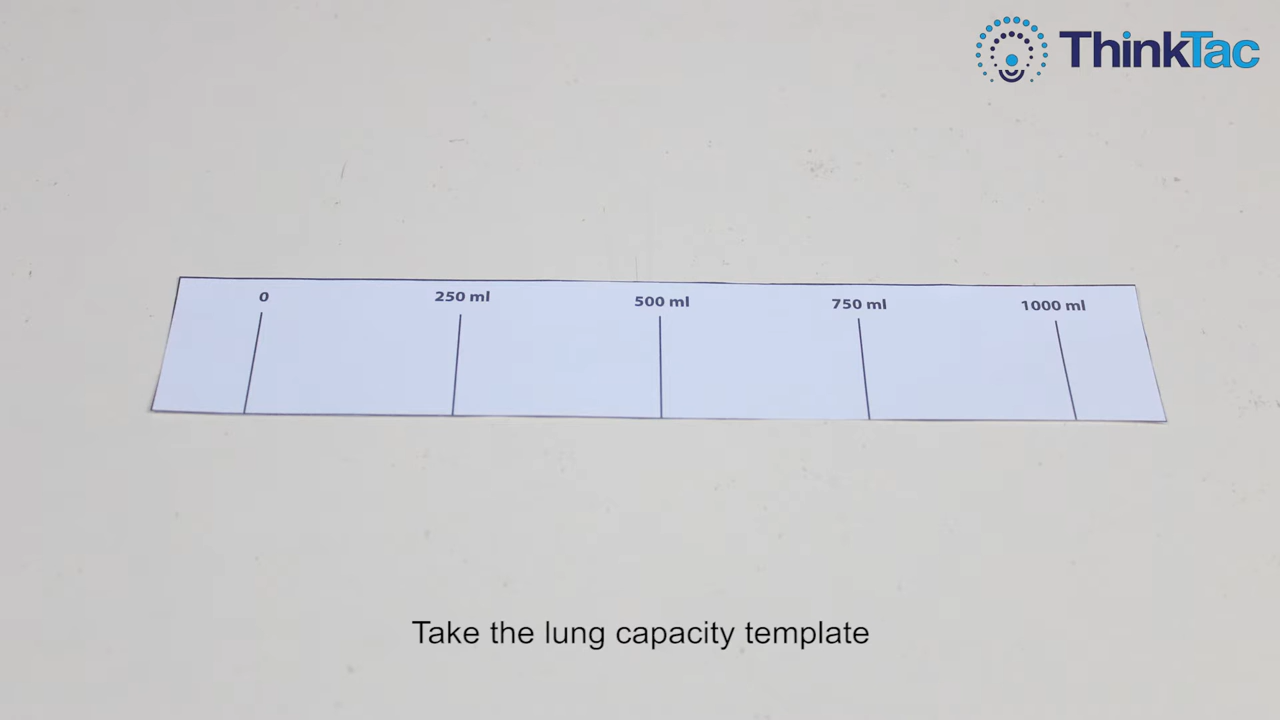 ThinkTac
0
250 ml
500 ml
750 ml
1000 ml
Take the lung capacity template